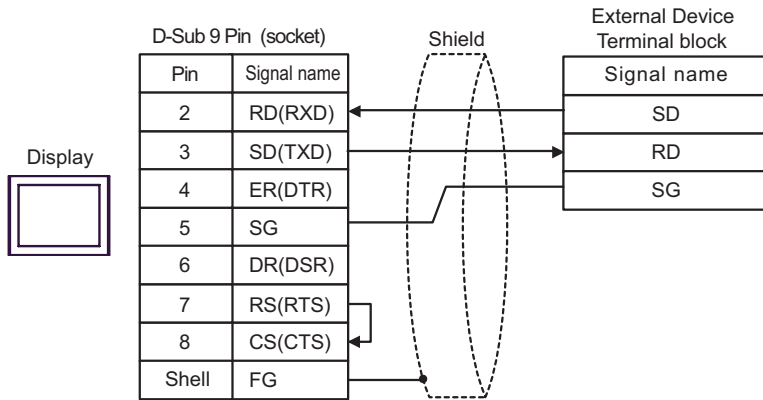 External Device
D-Sub 9 Pin (socket)
Shield
Terminal block
Pin
Signal name
Signal name
2
RD(RXD)
SD
3
SD(TXD)
RD
Display
4
ER(DTR)
SG
5
SG
6
DR(DSR)
7
RS(RTS)
8
CS(CTS)
Shell
FG